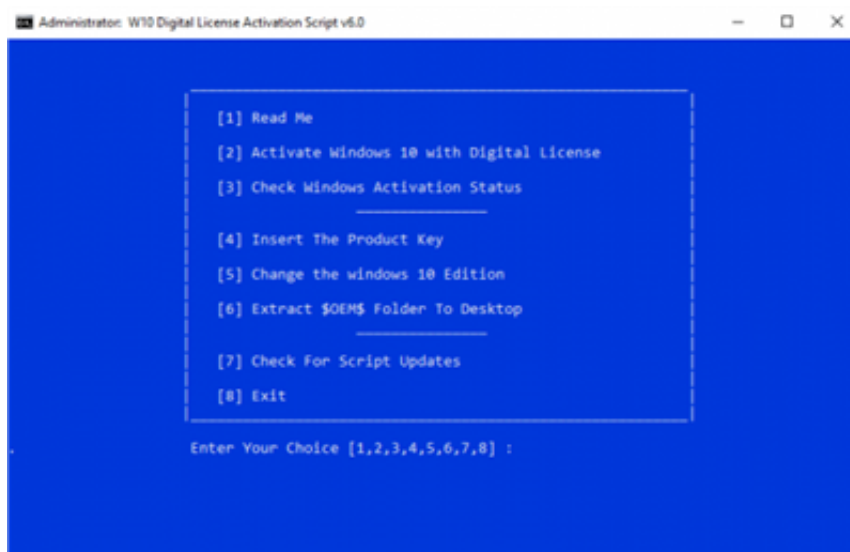 Administrator: W10 Digital License Activation Script v6.0
[1] Read Me
[2] Activate Windows 10 with Digital License
[3] Check Windows Activation Status
[4] Insert The Product Key
[5] Change the windows 10 Edition
[6] Extract $OEM$ Folder To Desktop
[7] Check For Script Updates
[8] Exit
Enter Your Choice [1,2,3,4,5,6,7,8] :